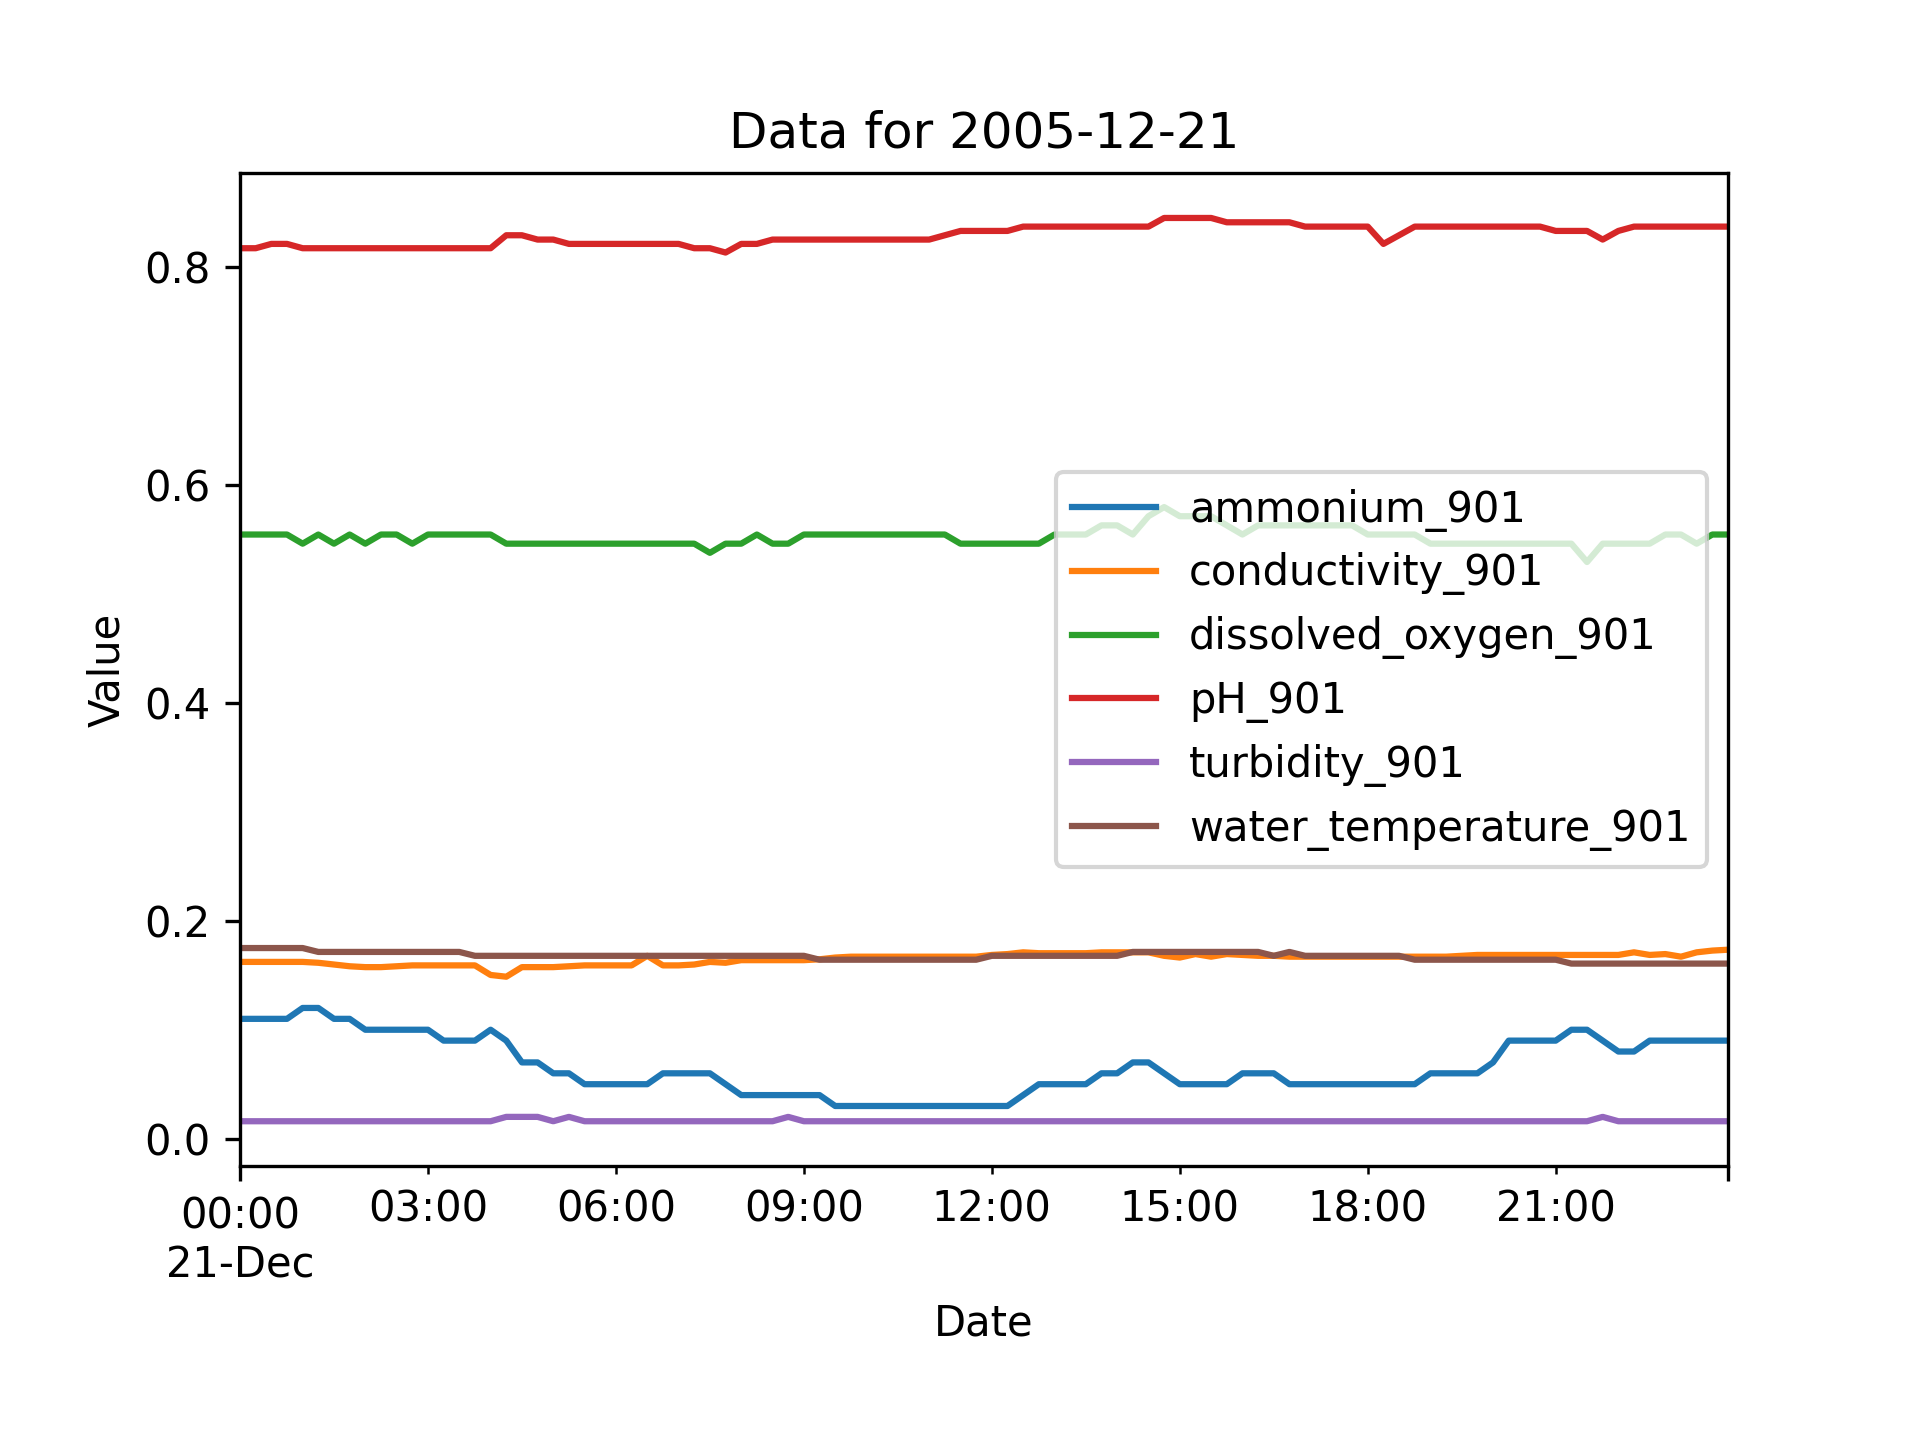 Data for 2005-12-21
Value
0.8
0.6
0.4
0.2
0.0
ammonium_901
conductivity_901
dissolved_oxygen_901
pH_901
turbidity_901
water_temperature_901
00:00 03:00 06:00 09:00 12:00 15:00 18:00 21:00
21-Dec
Date